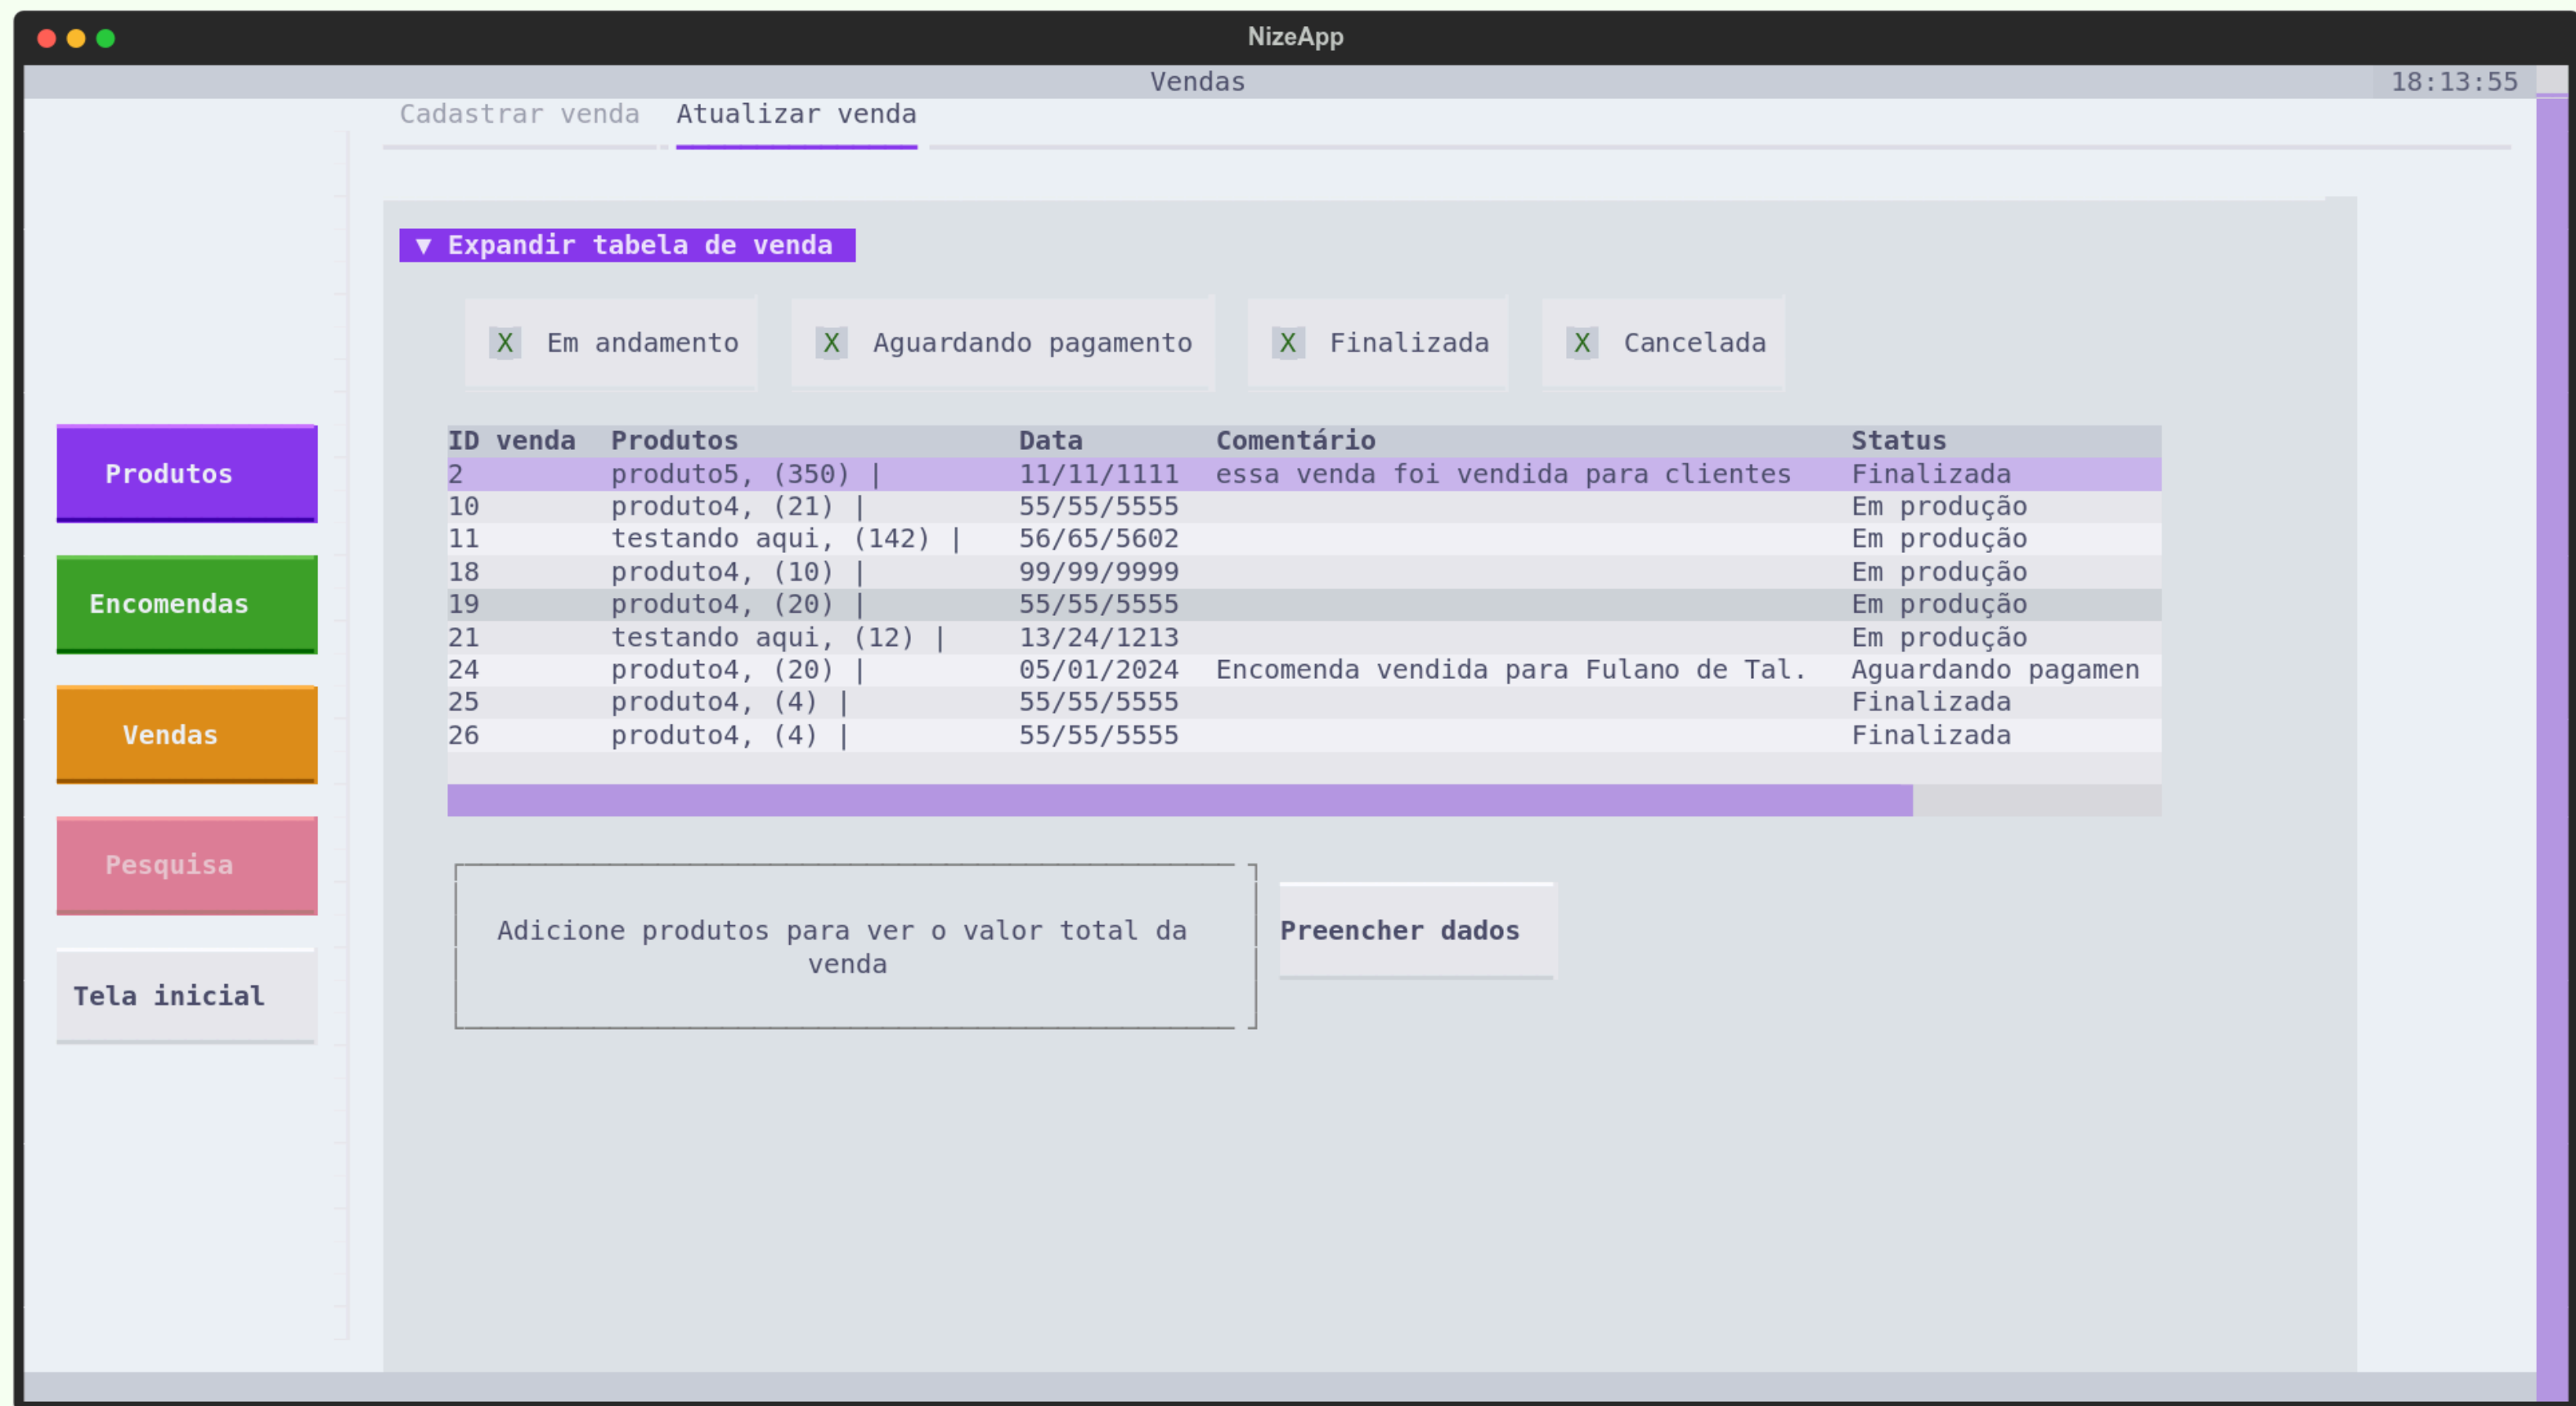 NizeApp
Vendas 18:13:55
Cadastrar venda Atualizar venda
▼ Expandir tabela de venda
X Em andamento X Aguardando pagamento X Finalizada X Cancelada
ID venda Produtos Data Comentário Status
2 produto5, (350) | 11/11/1111 essa venda foi vendida para clientes Finalizada
10 produto4, (21) | 55/55/5555 Em produção
11 testando aqui, (142) | 56/65/5602 Em produção
18 produto4, (10) | 99/99/9999 Em produção
19 produto4, (20) | 55/55/5555 Em produção
21 testando aqui, (12) | 13/24/1213 Em produção
24 produto4, (20) | 05/01/2024 Encomenda vendida para Fulano de Tal. Aguardando pagamen
25 produto4, (4) | 55/55/5555 Finalizada
26 produto4, (4) | 55/55/5555 Finalizada
Produtos
Encomendas
Vendas
Pesquisa
Tela inicial
Adicione produtos para ver o valor total da
venda
Preencher dados